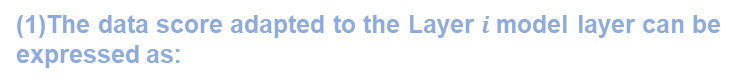 (1)The data score adapted to the Layer i model layer can be
expressed as: